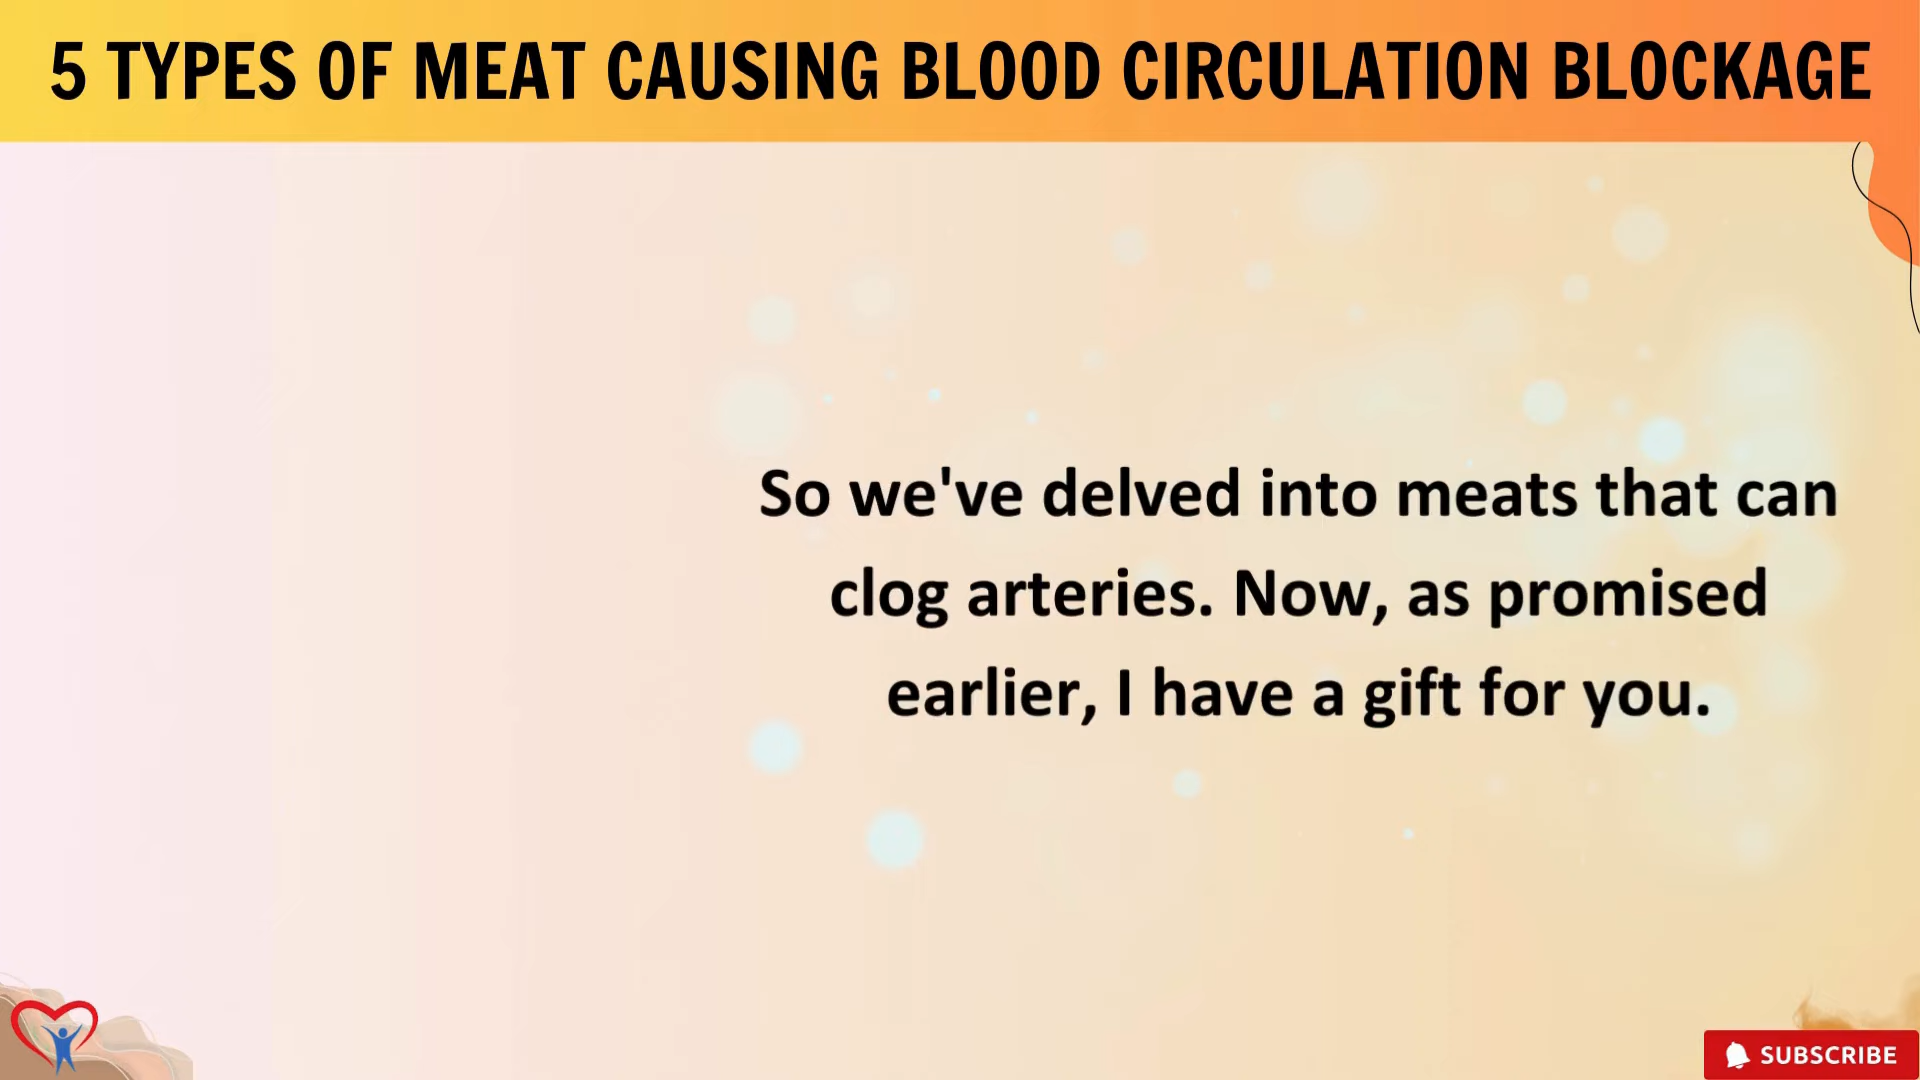 5 TYPES OF MEAT CAUSING BLOOD CIRCULATION BLOCKAGE
So we've delved into meats that can
clog arteries. Now, as promised
earlier, I have a gift for you.
SUBSCRIBE